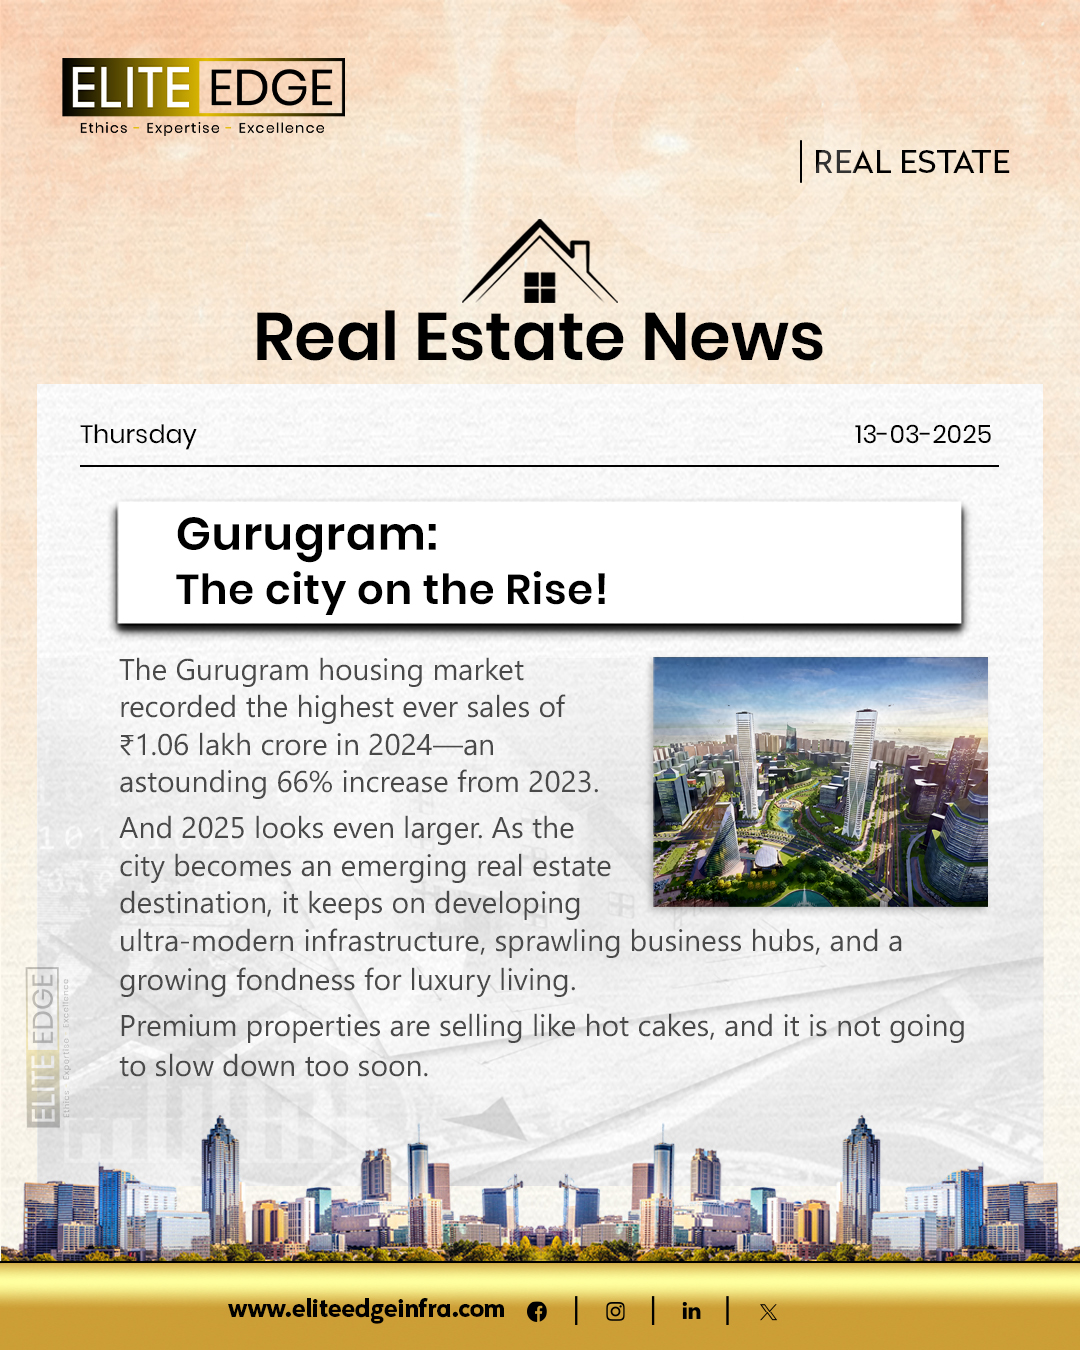 ELITE EDGE
Ethics - Expertise - Excellence
REAL ESTATE
Real Estate News
Thursday
13-03-2025
Gurugram:
The city on the Rise!
The Gurugram housing market
recorded the highest ever sales of
₹1.06 lakh crore in 2024—an
astounding 66% increase from 2023.
And 2025 looks even larger. As the
city becomes an emerging real estate
destination, it keeps on developing
ultra-modern infrastructure, sprawling business hubs, and a
growing fondness for luxury living.
Premium properties are selling like hot cakes, and it is not going
to slow down too soon.
ELITE EDGE
Ethics - Expertise - Excellence
www.eliteedgeinfra.com